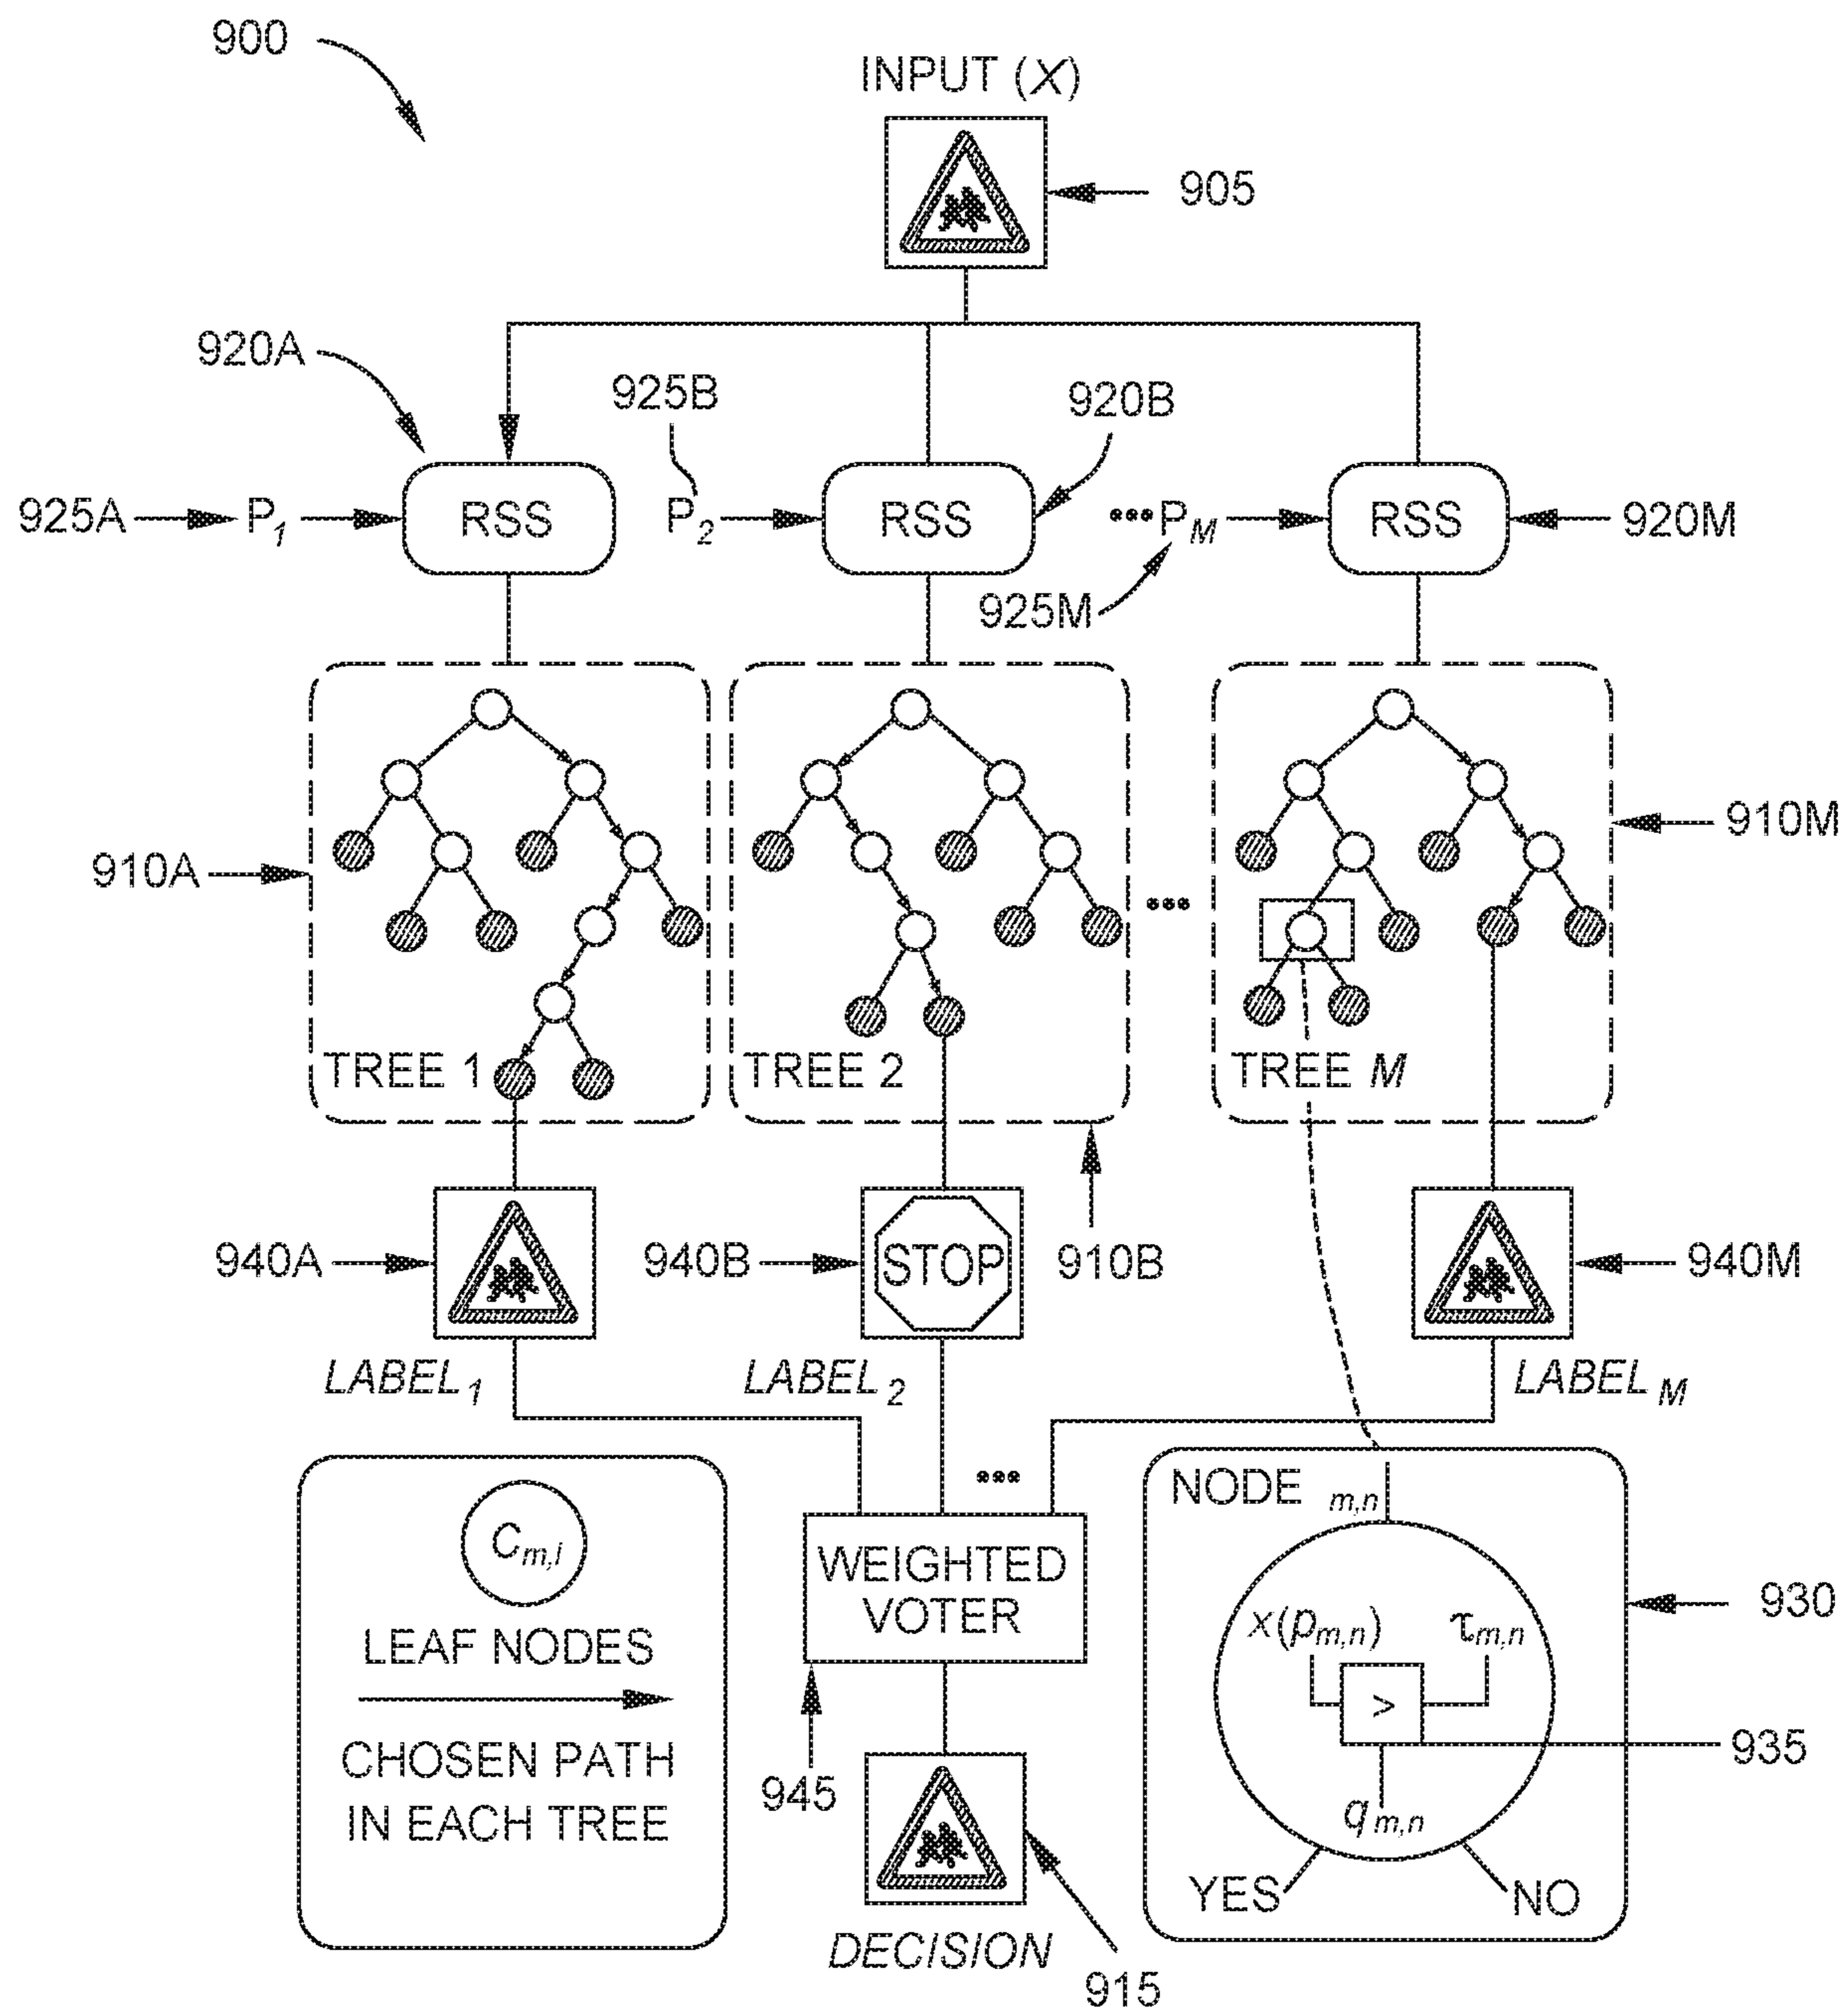 900
INPUT (X)
905
920A
925B
920B
925A
P1
RSS
P2
RSS
•••PM
RSS
920M
925M
910A
910M
•••
TREE 1
TREE 2
TREE M
940A
940B
STOP
910B
940M
LABEL1
LABEL2
LABELM
•••
Cm,l
LEAF NODES
CHOSEN PATH
IN EACH TREE
WEIGHTED
VOTER
945
DECISION
915
NODE m,n
x(pm,n)
τm,n
>
qm,n
YES
NO
930
935